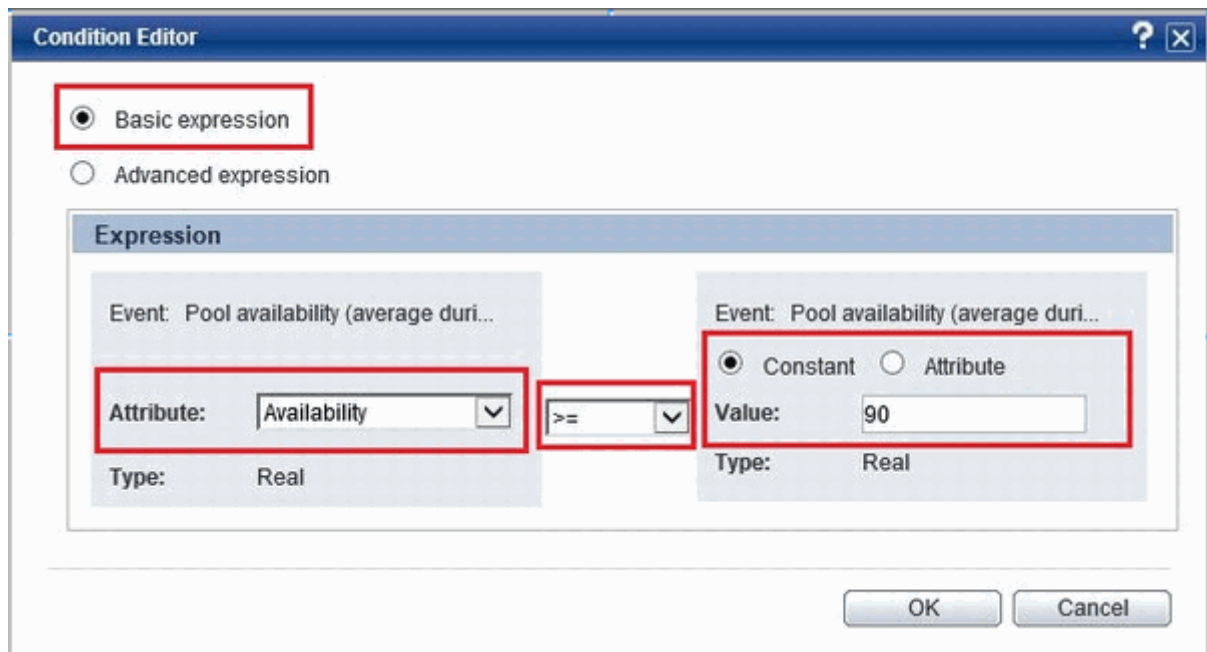 Condition Editor ?
Basic expression
Advanced expression
Expression
Event: Pool availability (average duri...
Attribute: Availability
Type: Real
>=
Event: Pool availability (average duri...
Constant Attribute
Value: 90
Type: Real
OK Cancel